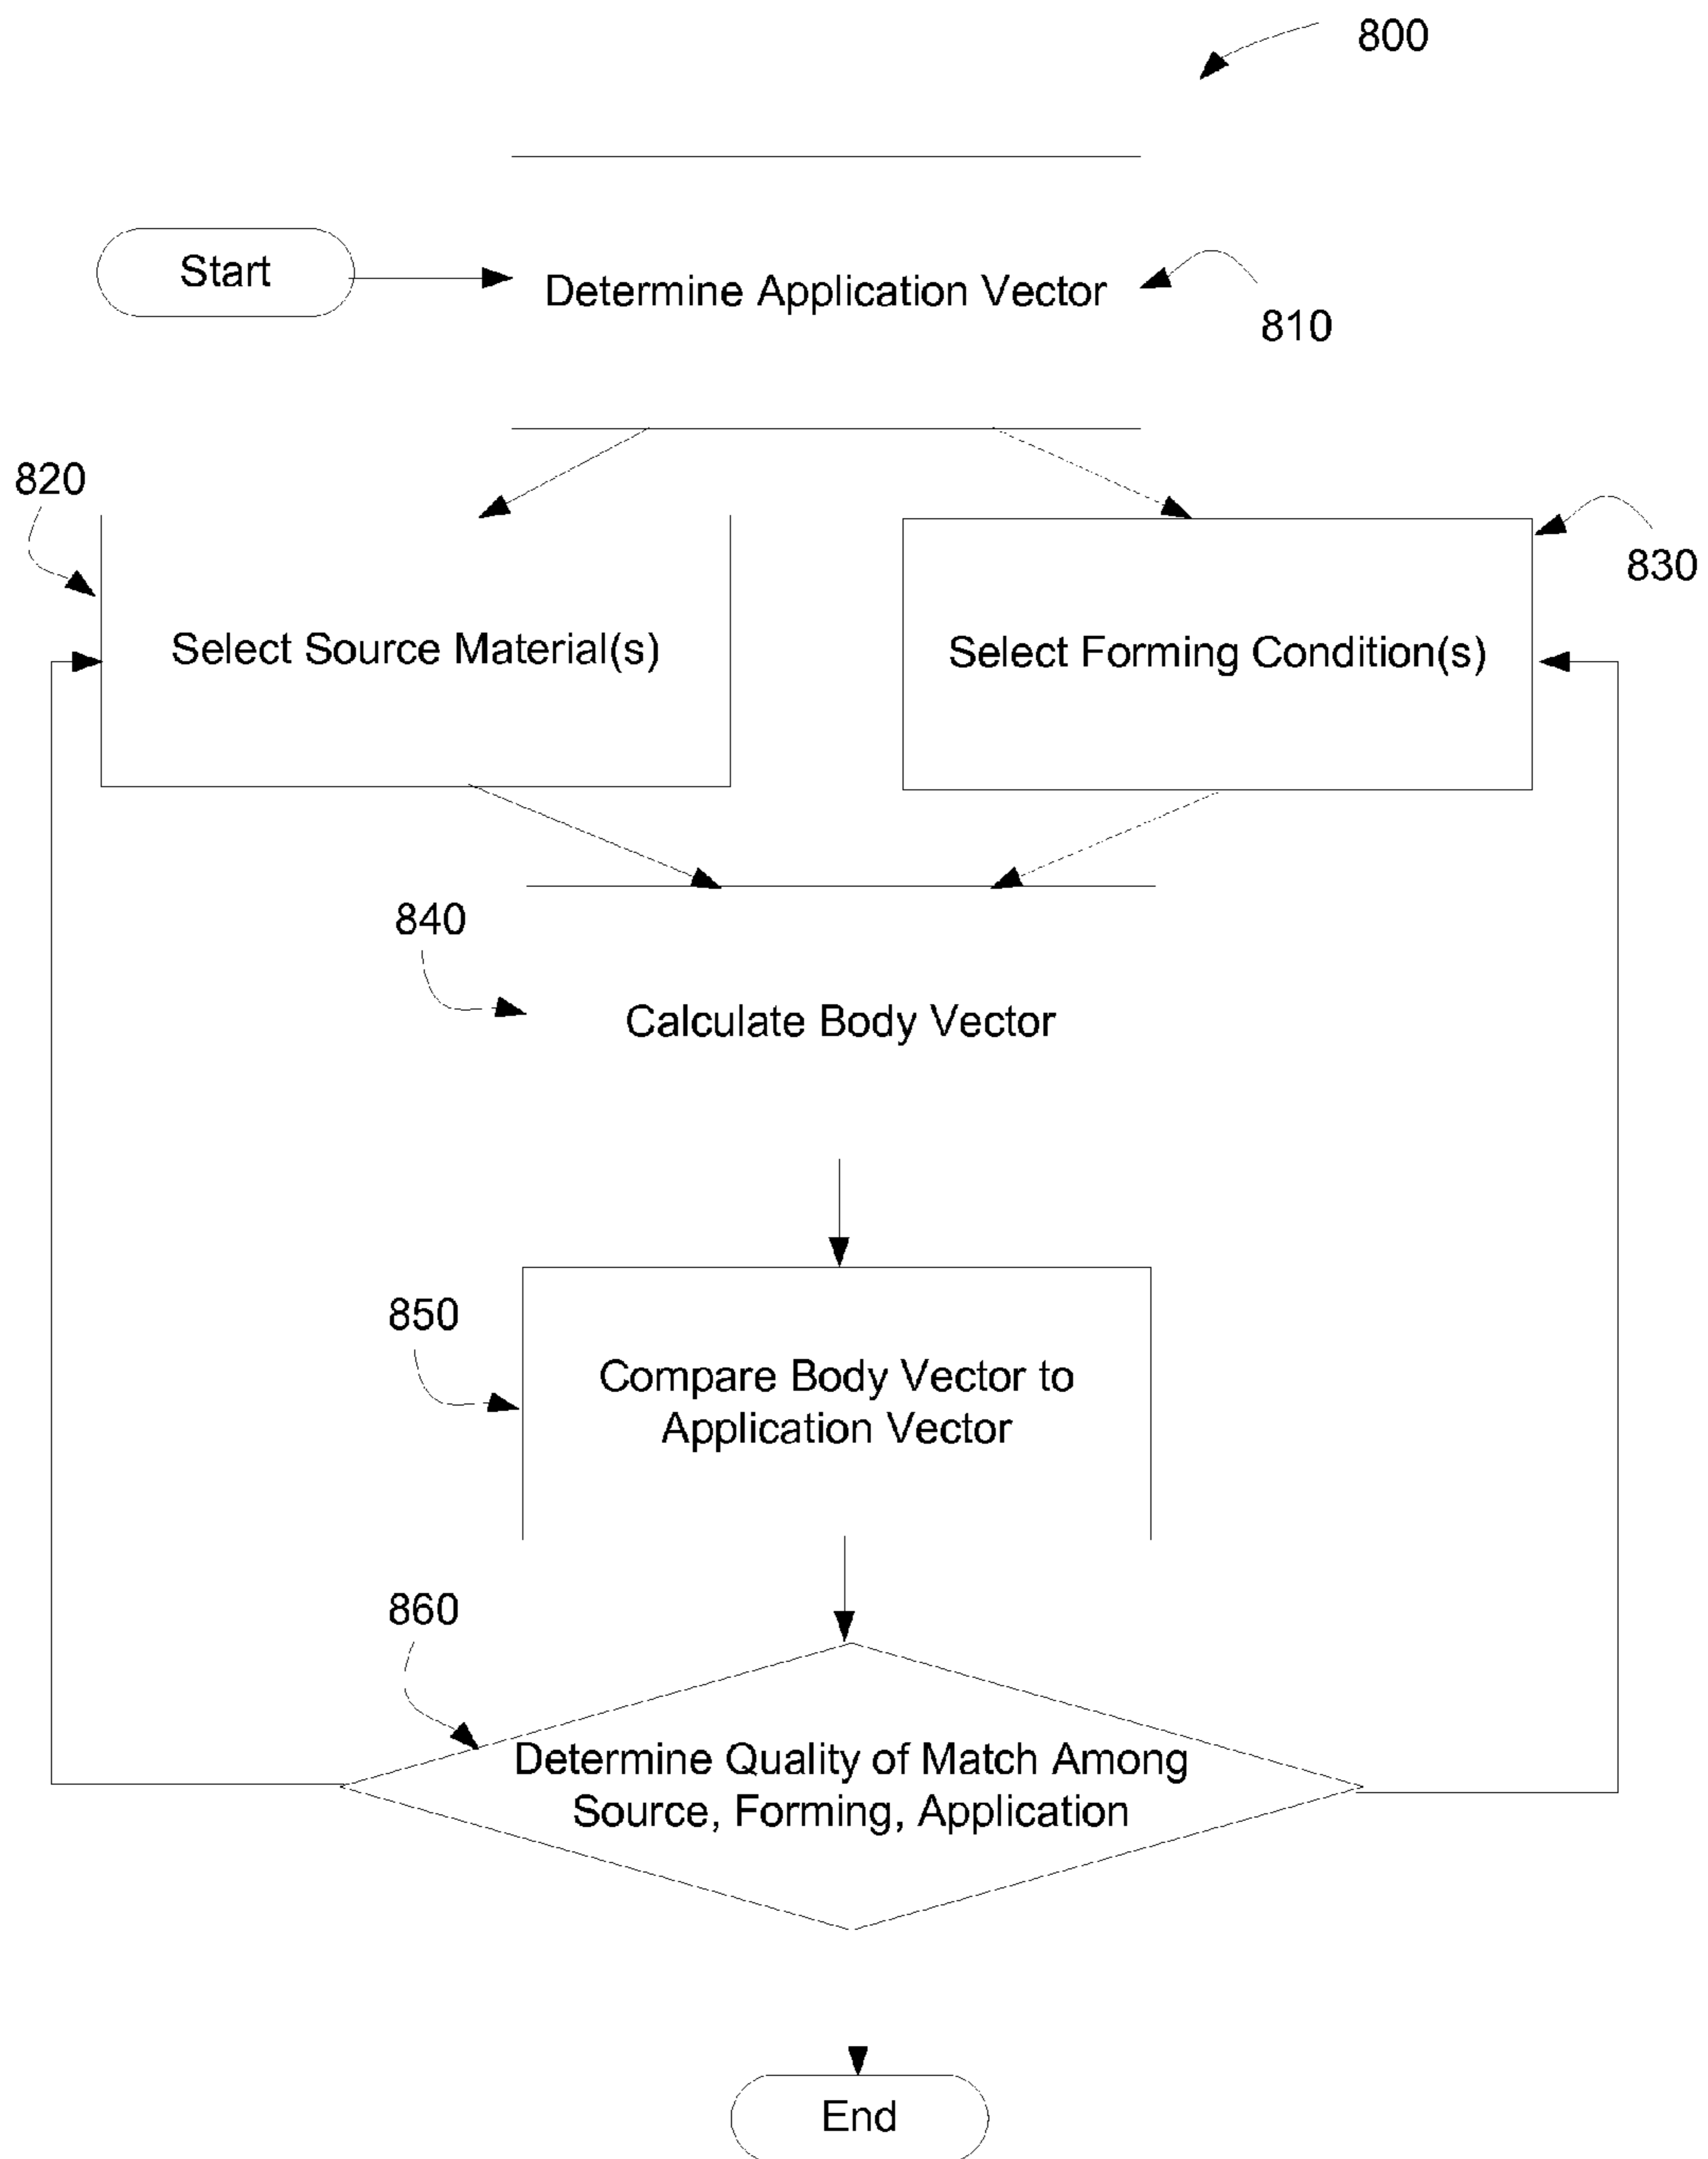 800
Start
Determine Application Vector
810
820
830
Select Source Material(s)
Select Forming Condition(s)
840
Calculate Body Vector
850
Compare Body Vector to
Application Vector
860
Determine Quality of Match Among
Source, Forming, Application
End